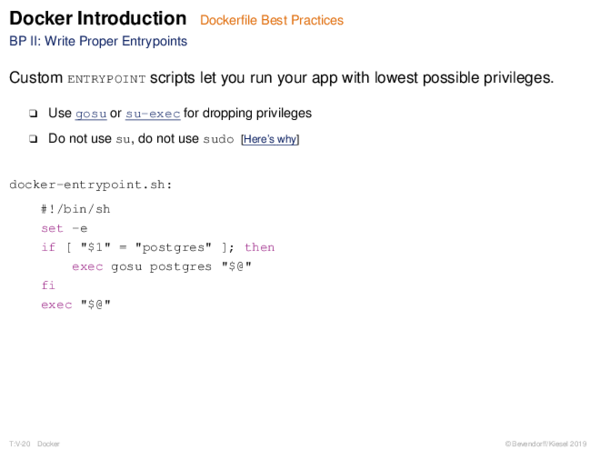 Docker Introduction Dockerfile Best Practices
BP II: Write Proper Entrypoints
Custom ENTRYPOINT scripts let you run your app with lowest possible privileges.
❑ Use gosu or su-exec for dropping privileges
❑ Do not use su, do not use sudo [Here's why]
docker-entrypoint.sh:
#!/bin/sh
set -e
if [ "$1" = "postgres" ]; then
exec gosu postgres "$@"
fi
exec "$@"
T:V-20 Docker © Bevendorff/Kiesel 2019